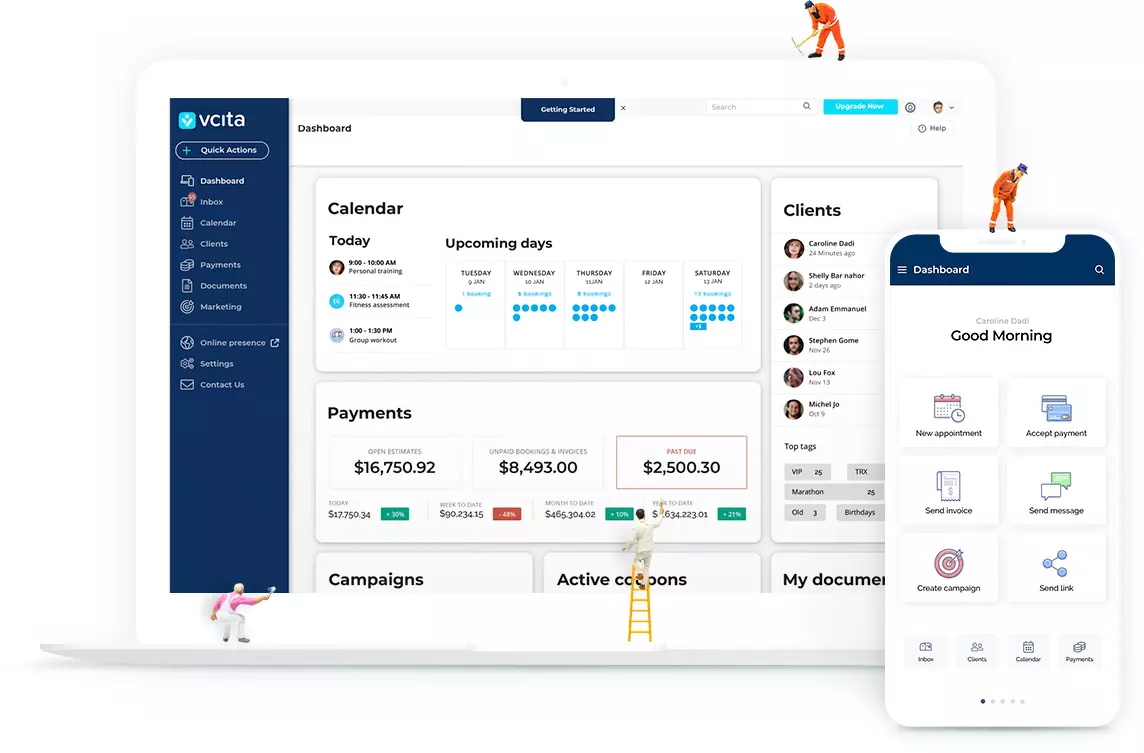 vcita
Getting Started
Search
Upgrade Now
Dashboard
Help
Quick Actions
Dashboard
Inbox
Calendar
Clients
Payments
Documents
Marketing
Online presence
Settings
Contact Us
Calendar
Today
9:00 - 10:00 AM
Personal training
11:30 - 11:45 AM
EG
Fitness assessment
1:00 - 1:30 PM
Group workout
Upcoming days
TUESDAY
9 JAN
1 booking
WEDNESDAY
10 JAN
6 bookings
THURSDAY
11JAN
8 bookings
FRIDAY
12 JAN
SATURDAY
13 JAN
13 bookings
+3
Payments
OPEN ESTIMATES
$16,750.92
UNPAID BOOKINGS & INVOICES
$8,493.00
PAST DUE
$2,500.30
TODAY
$17,750.34
+ 30%
WEEK TO DATE
$90,234.15
- 48%
MONTH TO DATE
$465,304.02
+ 10%
TO DATE
634,223.01
+ 21%
Campaigns
Active
My documen
Clients
Caroline Dadi
24 Minutes ago
Shelly Bar nahor
2 days ago
Adam Emmanuel
Dec 3
Stephen Gome
Nov 26
Lou Fox
Nov 13
Michel Jo
Oct 9
Top tags
VIP 25
TRX
Marathon 25
Old 3
Birthdays
Dashboard
Caroline Dadi
Good Morning
New appointment
Accept payment
Send invoice
Send message
Create campaign
Send link
Inbox
Clients
Calendar
Payments